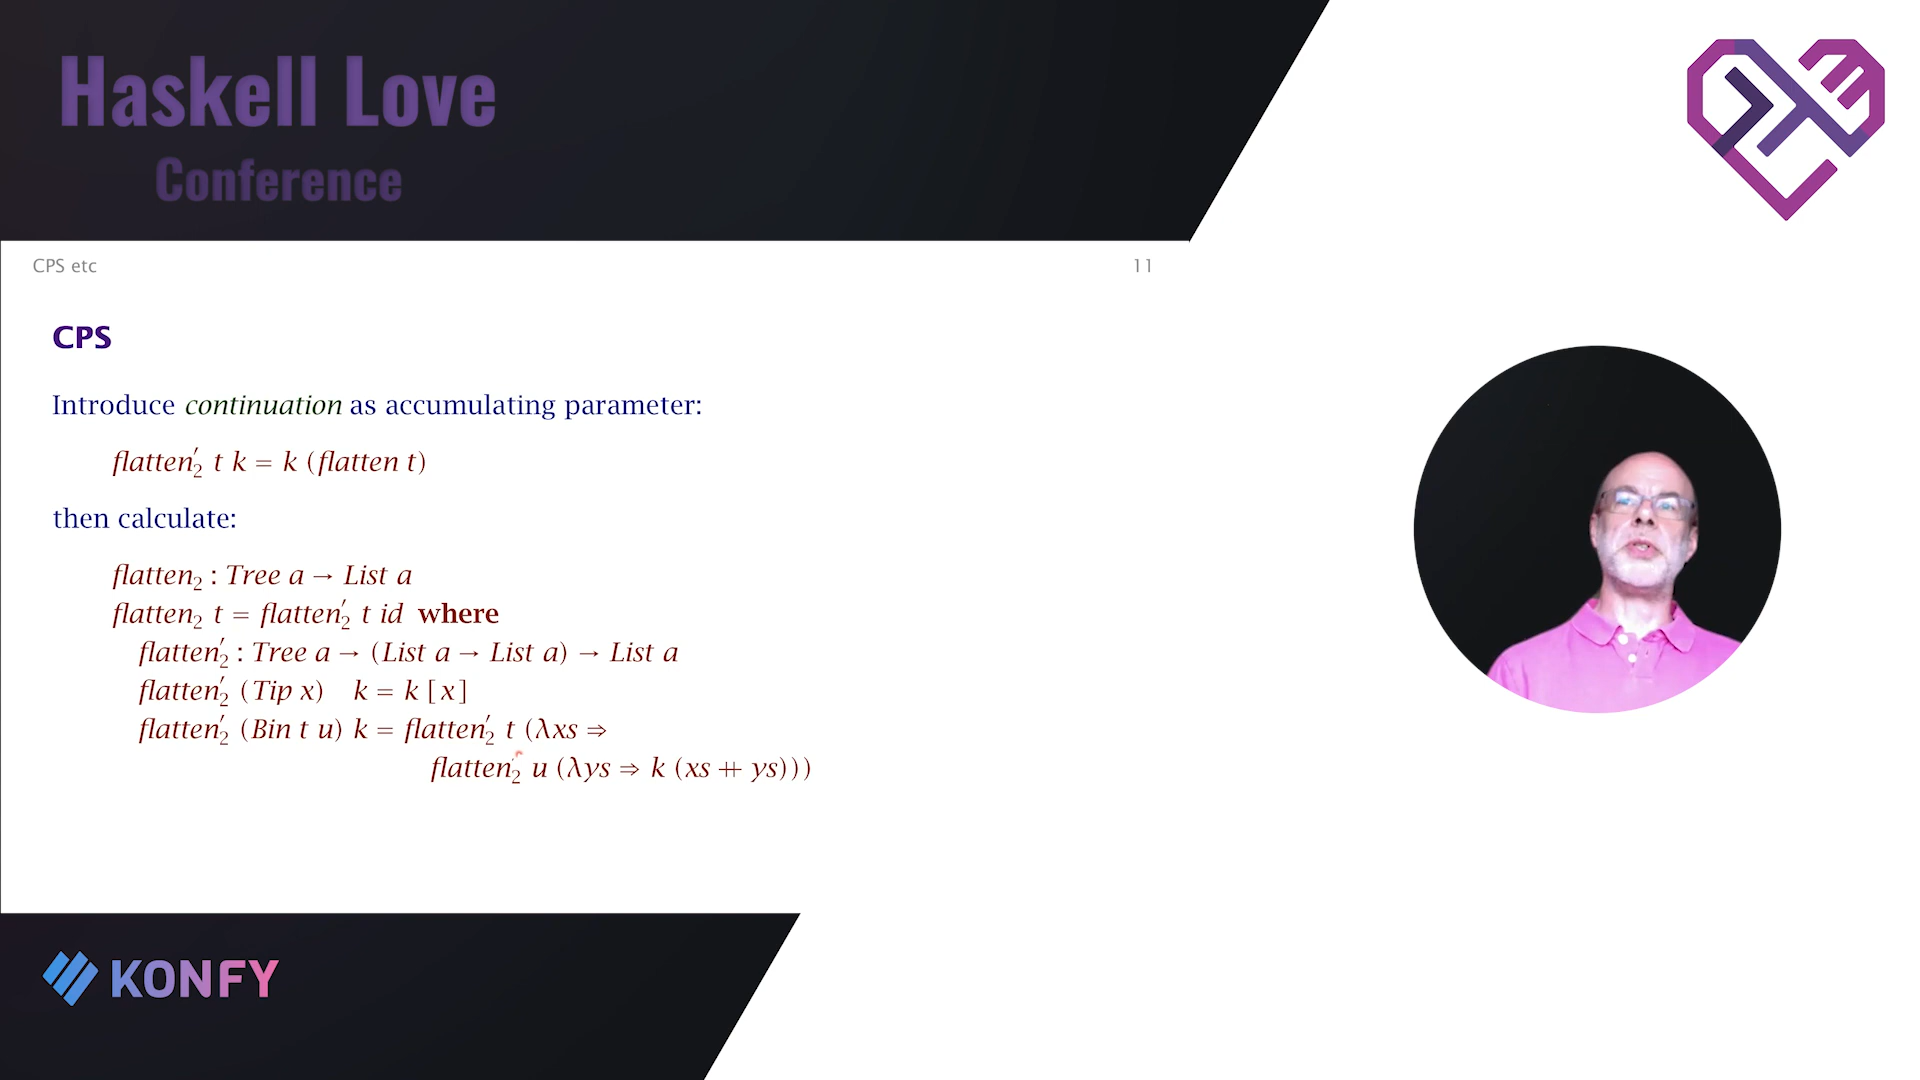 Haskell Love
Conference
CPS etc 11
CPS
Introduce continuation as accumulating parameter:
flatten′₂ t k = k (flatten t)
then calculate:
flatten₂ : Tree a → List a
flatten₂ t = flatten′₂ t id where
flatten′₂ : Tree a → (List a → List a) → List a
flatten′₂ (Tip x) k = k [x]
flatten′₂ (Bin t u) k = flatten′₂ t (λxs ⇒
flatten′₂ u (λys ⇒ k (xs ++ ys)))
KONFY